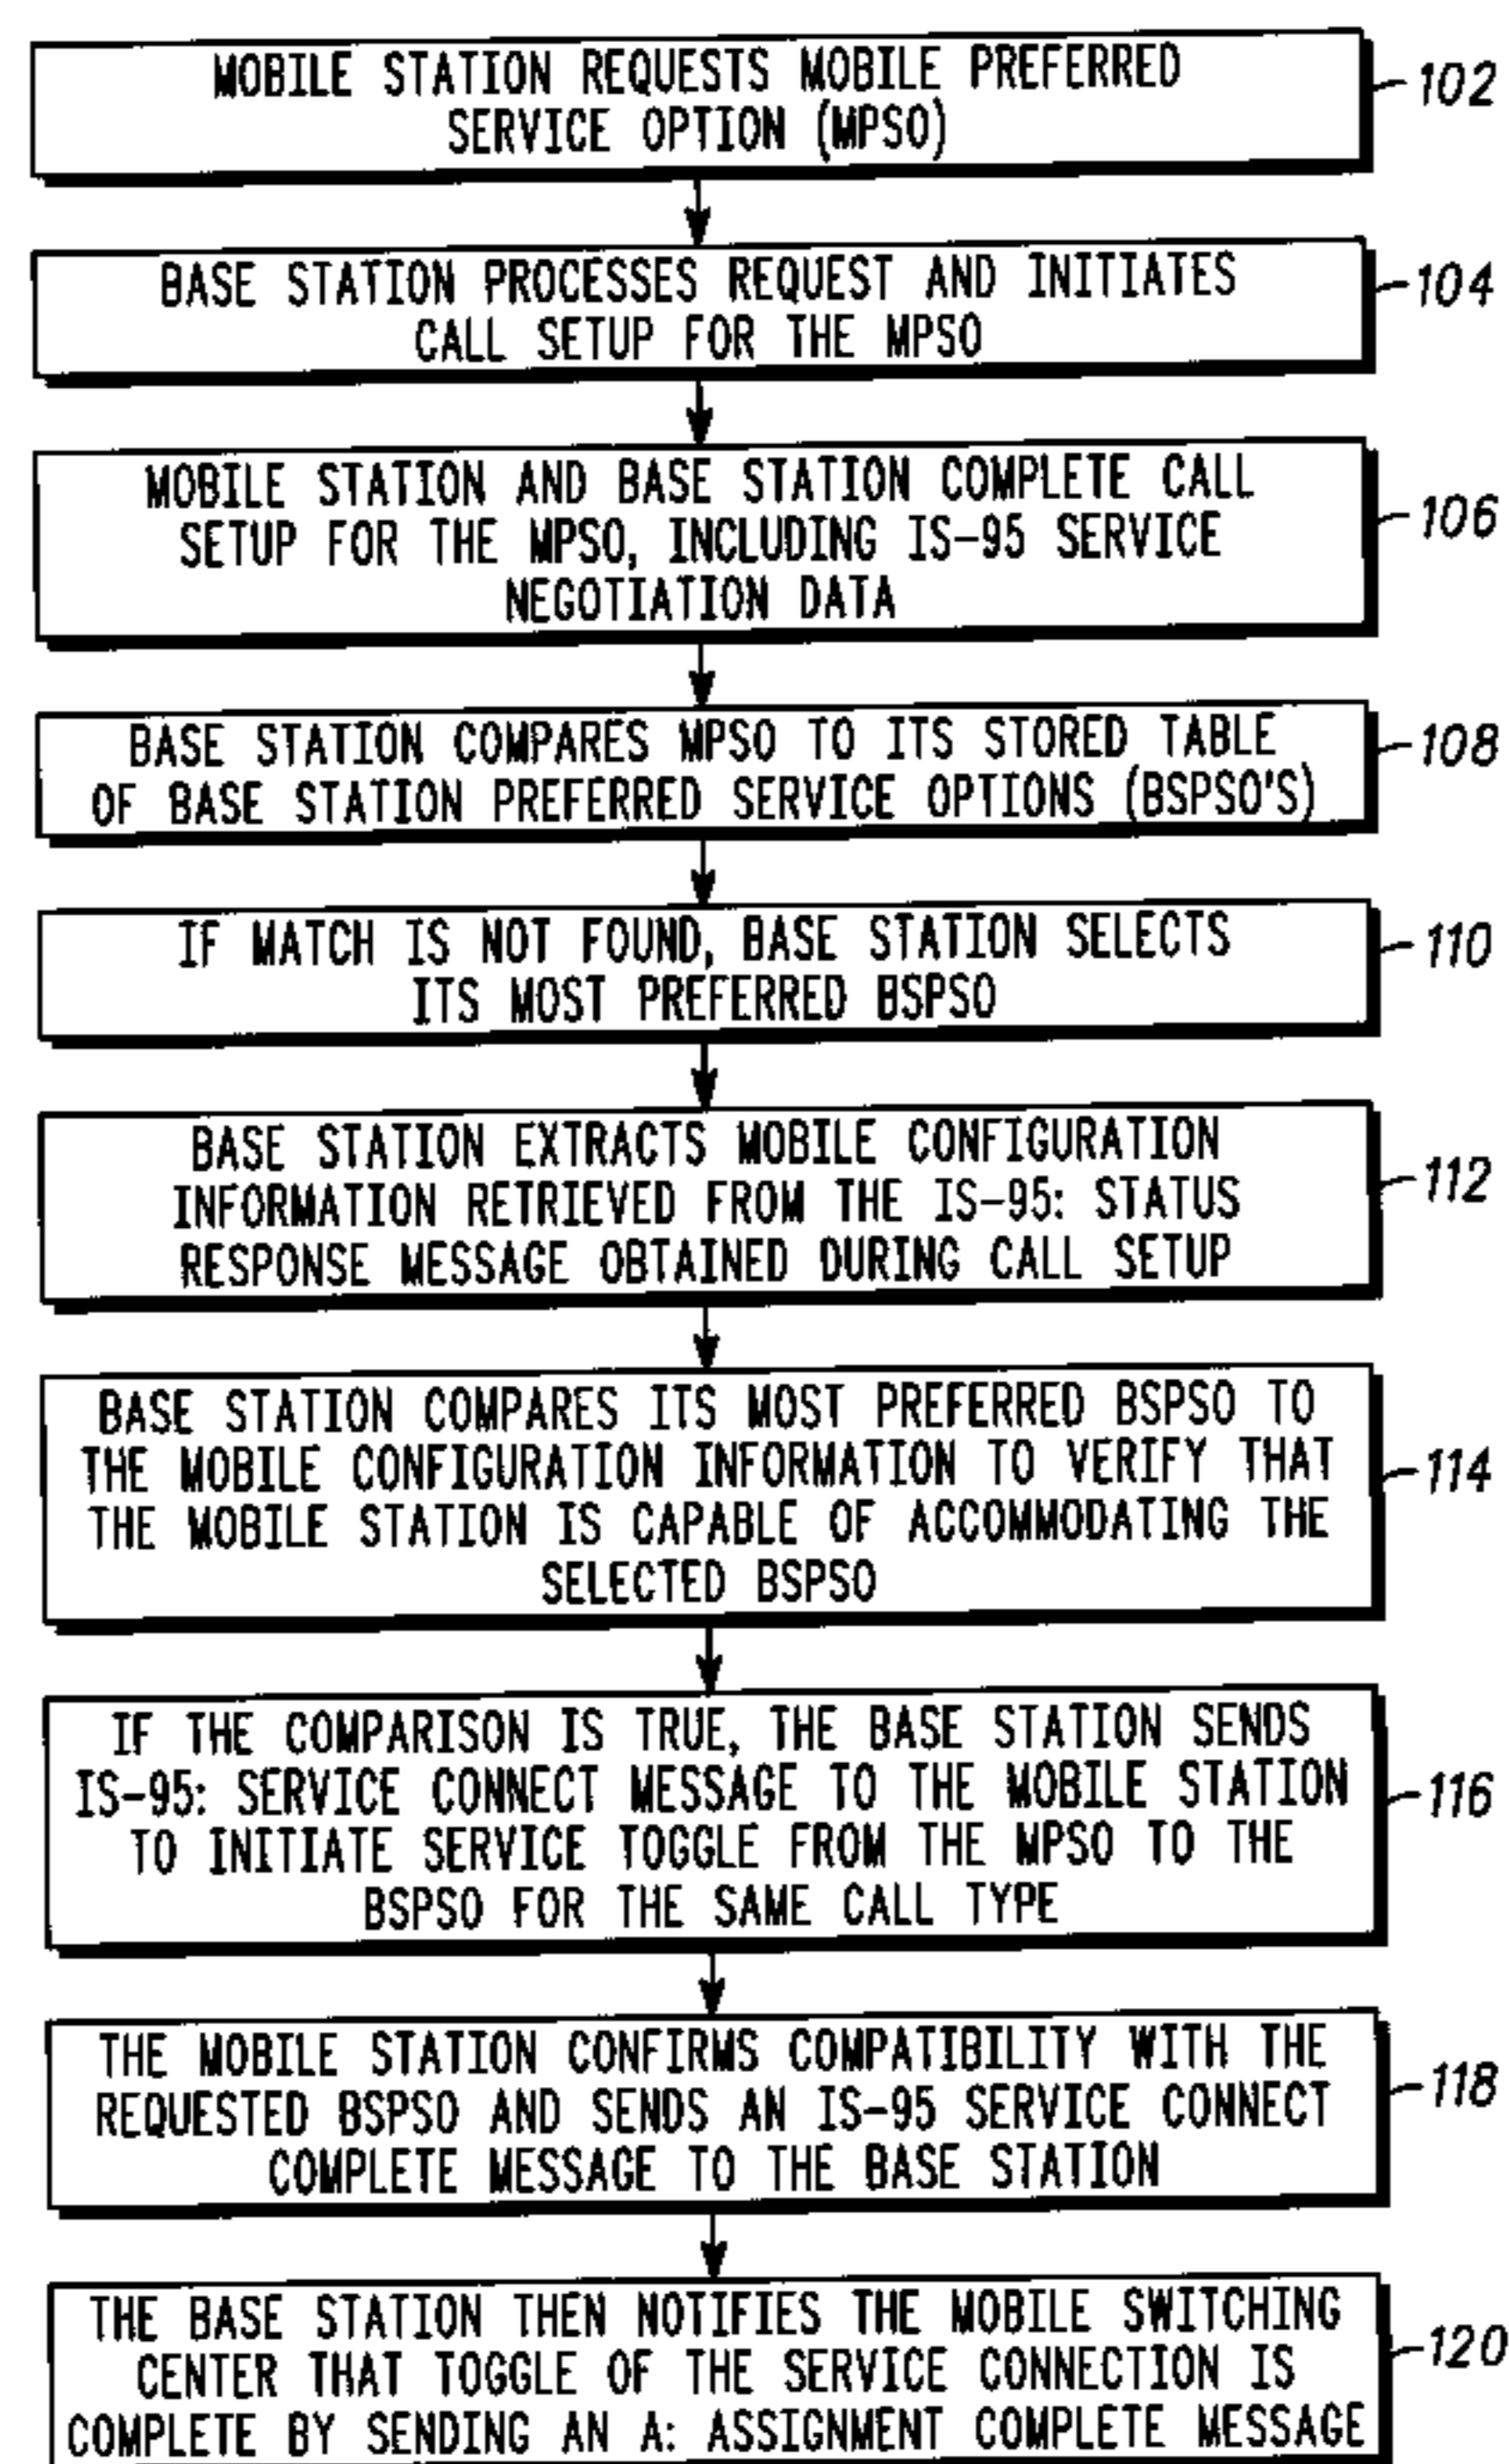 MOBILE STATION REQUESTS MOBILE PREFERRED
SERVICE OPTION (MPSO)
102
BASE STATION PROCESSES REQUEST AND INITIATES
CALL SETUP FOR THE MPSO
104
MOBILE STATION AND BASE STATION COMPLETE CALL
SETUP FOR THE MPSO, INCLUDING IS-95 SERVICE
NEGOTIATION DATA
106
BASE STATION COMPARES MPSO TO ITS STORED TABLE
OF BASE STATION PREFERRED SERVICE OPTIONS (BSPSO'S)
108
IF MATCH IS NOT FOUND, BASE STATION SELECTS
ITS MOST PREFERRED BSPSO
110
BASE STATION EXTRACTS MOBILE CONFIGURATION
INFORMATION RETRIEVED FROM THE IS-95: STATUS
RESPONSE MESSAGE OBTAINED DURING CALL SETUP
112
BASE STATION COMPARES ITS MOST PREFERRED BSPSO TO
THE MOBILE CONFIGURATION INFORMATION TO VERIFY THAT
THE MOBILE STATION IS CAPABLE OF ACCOMMODATING THE
SELECTED BSPSO
114
IF THE COMPARISON IS TRUE, THE BASE STATION SENDS
IS-95: SERVICE CONNECT MESSAGE TO THE MOBILE STATION
TO INITIATE SERVICE TOGGLE FROM THE MPSO TO THE
BSPSO FOR THE SAME CALL TYPE
116
THE MOBILE STATION CONFIRMS COMPATIBILITY WITH THE
REQUESTED BSPSO AND SENDS AN IS-95 SERVICE CONNECT
COMPLETE MESSAGE TO THE BASE STATION
118
THE BASE STATION THEN NOTIFIES THE MOBILE SWITCHING
CENTER THAT TOGGLE OF THE SERVICE CONNECTION IS
COMPLETE BY SENDING AN A: ASSIGNMENT COMPLETE MESSAGE
120